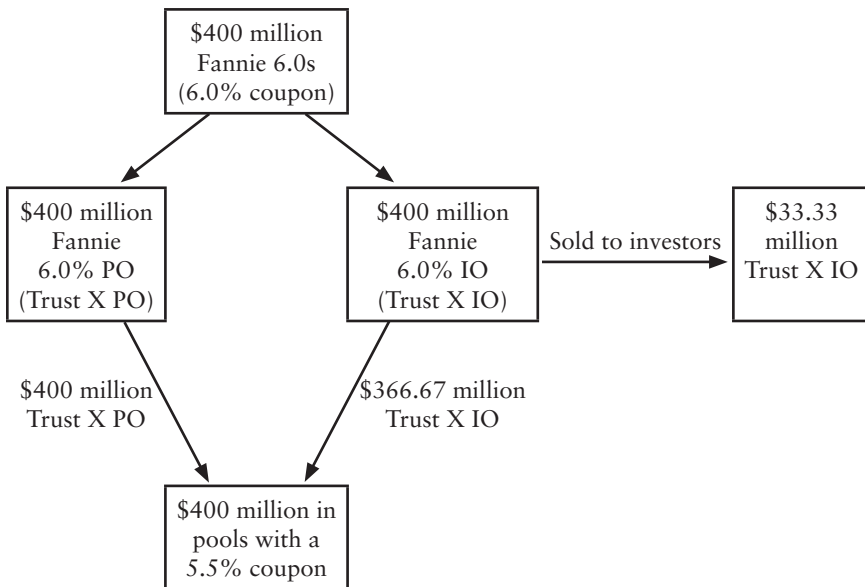 $400 million
Fannie 6.0s
(6.0% coupon)
$400 million
Fannie
6.0% PO
(Trust X PO)
$400 million
Fannie
6.0% IO
(Trust X IO)
Sold to investors
$33.33
million
Trust X IO
$400 million
Trust X PO
$366.67 million
Trust X IO
$400 million in
pools with a
5.5% coupon